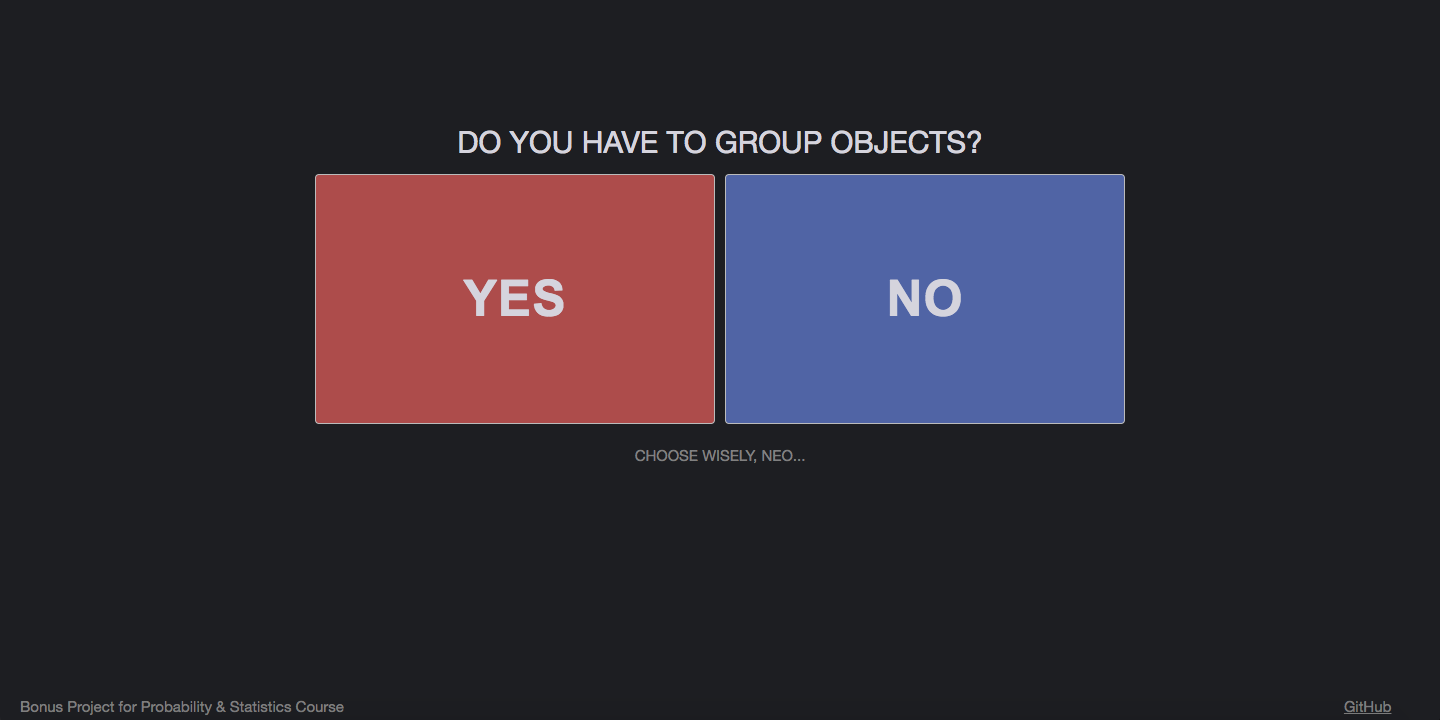 DO YOU HAVE TO GROUP OBJECTS?
YES
NO
CHOOSE WISELY, NEO...
Bonus Project for Probability & Statistics Course
GitHub